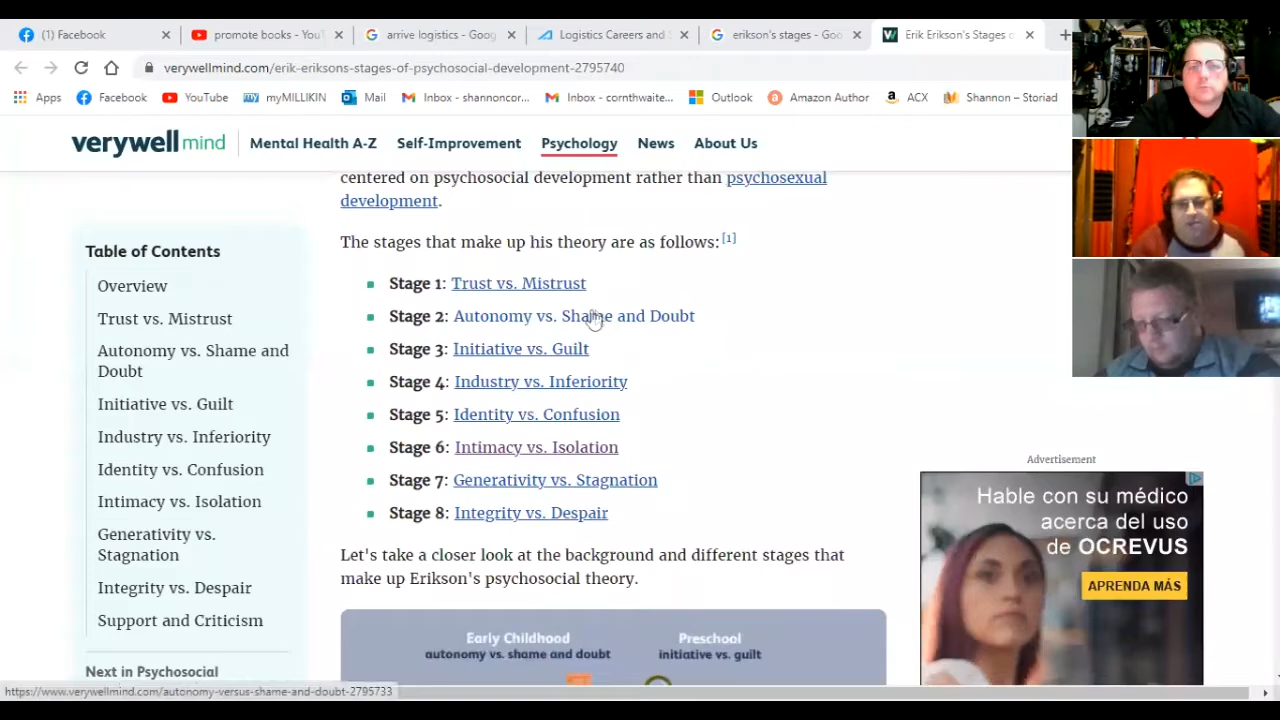 (1) Facebook
promote books - YouT
arrive logistics - Goo
Logistics Careers and
erikson's stages - Goo
Erik Erikson's Stages o
verywellmind.com/erik-eriksons-stages-of-psychosocial-development-2795740
Apps
Facebook
YouTube
myMILLIKIN
Mail
Inbox - shannoncor...
Inbox - cornthwaite...
Outlook
Amazon Author
ACX
Shannon – Storiad
verywell mind
Mental Health A-Z
Self-Improvement
Psychology
News
About Us
centered on psychosocial development rather than psychosexual
development.
The stages that make up his theory are as follows:[1]
Stage 1: Trust vs. Mistrust
Stage 2: Autonomy vs. Shame and Doubt
Stage 3: Initiative vs. Guilt
Stage 4: Industry vs. Inferiority
Stage 5: Identity vs. Confusion
Stage 6: Intimacy vs. Isolation
Stage 7: Generativity vs. Stagnation
Stage 8: Integrity vs. Despair
Let's take a closer look at the background and different stages that
make up Erikson's psychosocial theory.
Early Childhood
autonomy vs. shame and doubt
Preschool
initiative vs. guilt
Table of Contents
Overview
Trust vs. Mistrust
Autonomy vs. Shame and
Doubt
Initiative vs. Guilt
Industry vs. Inferiority
Identity vs. Confusion
Intimacy vs. Isolation
Generativity vs.
Stagnation
Integrity vs. Despair
Support and Criticism
Next in Psychosocial
Advertisement
Hable con su médico
acerca del uso
de OCREVUS
APRENDA MÁS
https://www.verywellmind.com/autonomy-versus-shame-and-doubt-2795733